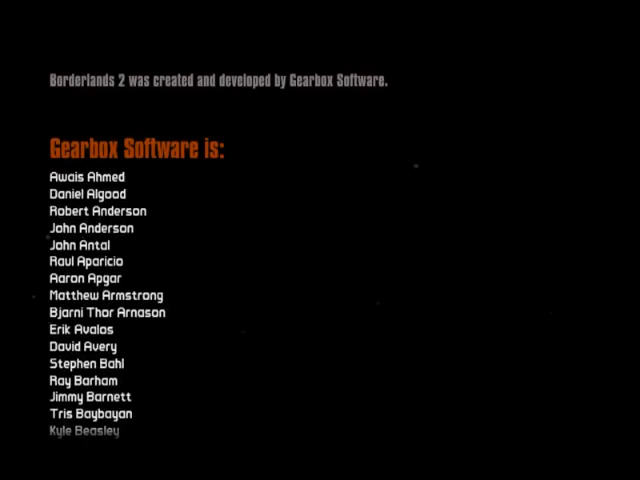 Borderlands 2 was created and developed by Gearbox Software.
Gearbox Software is:
Awais Ahmed
Daniel Algood
Robert Anderson
John Anderson
John Antal
Raul Aparicio
Aaron Apgar
Matthew Armstrong
Bjarni Thor Arnason
Erik Avalos
David Avery
Stephen Bahl
Ray Barham
Jimmy Barnett
Tris Baybayan
Kyle Beasley